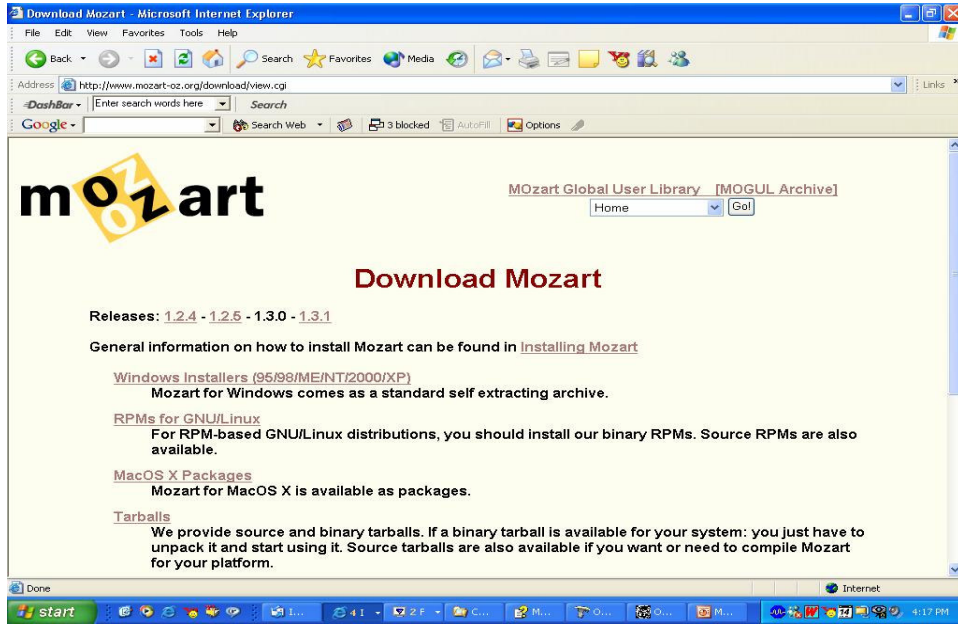 Download Mozart - Microsoft Internet Explorer
File Edit View Favorites Tools Help
Back Search Favorites Media
Address http://www.mozart-oz.org/download/view.cgi Links
DashBar Enter search words here Search
Google Search Web 3 blocked AutoFill Options
mozart
MOzart Global User Library [MOGUL Archive]
Home Go!
Download Mozart
Releases: 1.2.4 - 1.2.5 - 1.3.0 - 1.3.1
General information on how to install Mozart can be found in Installing Mozart
Windows Installers (95/98/ME/NT/2000/XP)
Mozart for Windows comes as a standard self extracting archive.
RPMs for GNU/Linux
For RPM-based GNU/Linux distributions, you should install our binary RPMs. Source RPMs are also
available.
MacOS X Packages
Mozart for MacOS X is available as packages.
Tarballs
We provide source and binary tarballs. If a binary tarball is available for your system: you just have to
unpack it and start using it. Source tarballs are also available if you want or need to compile Mozart
for your platform.
Done Internet
start I... 4 I 2 F C... M... O... O... M... 4:17 PM